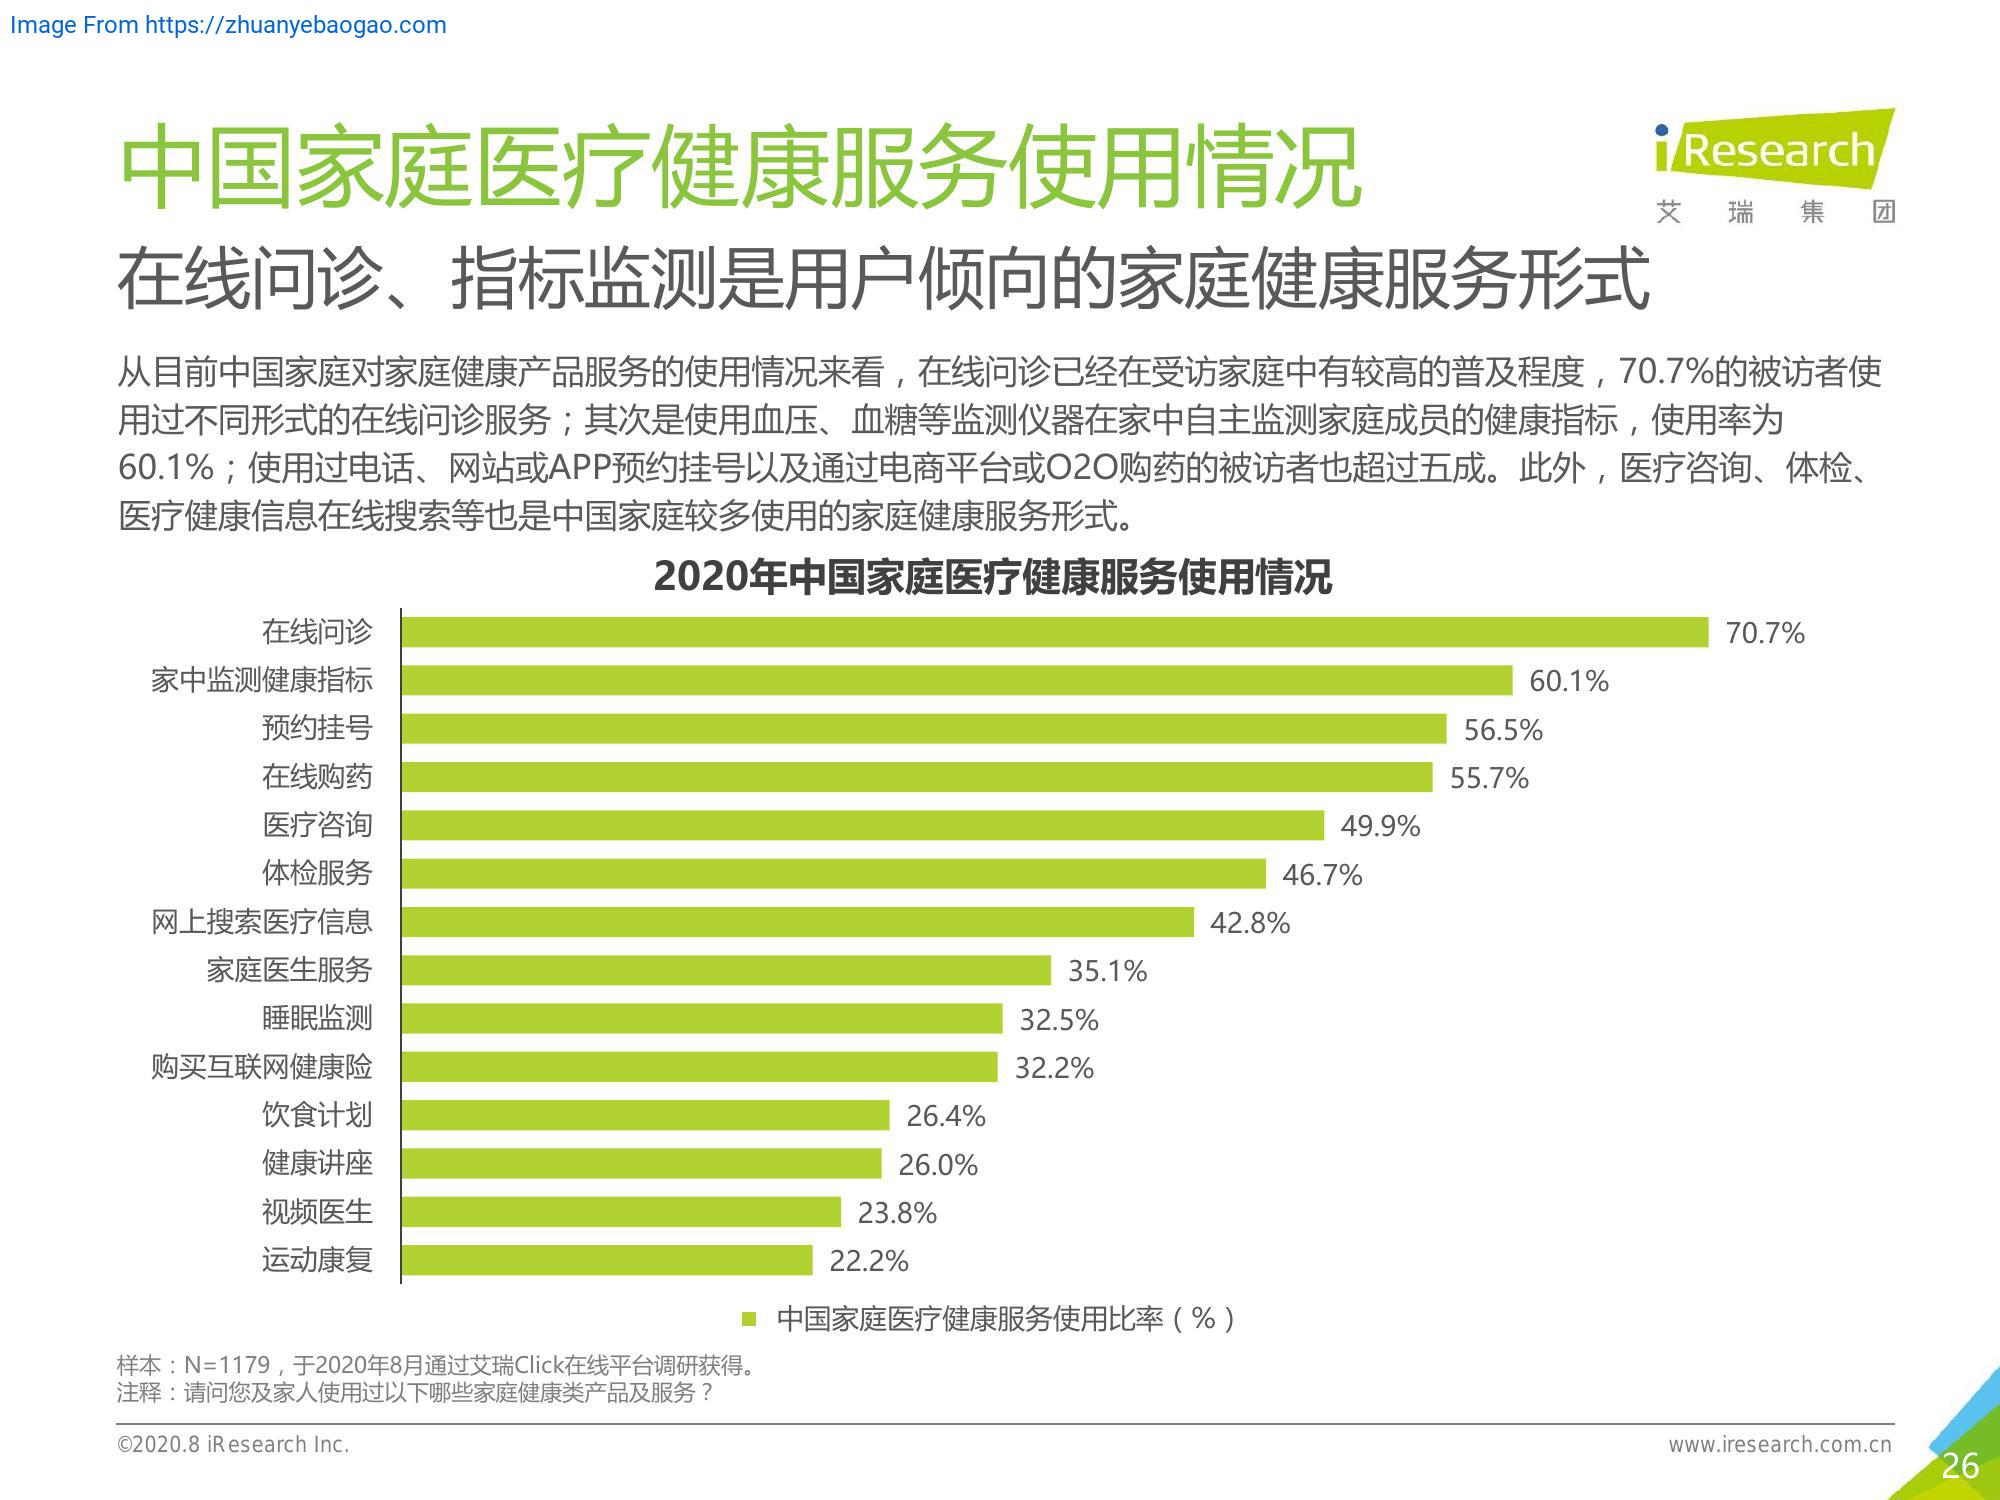 Image From https://zhuanyebaogao.com
中国家庭医疗健康服务使用情况
iResearch
艾瑞集团
在线问诊、指标监测是用户倾向的家庭健康服务形式
从目前中国家庭对家庭健康产品服务的使用情况来看，在线问诊已经在受访家庭中有较高的普及程度，70.7%的被访者使
用过不同形式的在线问诊服务；其次是使用血压、血糖等监测仪器在家中自主监测家庭成员的健康指标，使用率为
60.1%；使用过电话、网站或APP预约挂号以及通过电商平台或O2O购药的被访者也超过五成。此外，医疗咨询、体检、
医疗健康信息在线搜索等也是中国家庭较多使用的家庭健康服务形式。
2020年中国家庭医疗健康服务使用情况
在线问诊 70.7%
家中监测健康指标 60.1%
预约挂号 56.5%
在线购药 55.7%
医疗咨询 49.9%
体检服务 46.7%
网上搜索医疗信息 42.8%
家庭医生服务 35.1%
睡眠监测 32.5%
购买互联网健康险 32.2%
饮食计划 26.4%
健康讲座 26.0%
视频医生 23.8%
运动康复 22.2%
中国家庭医疗健康服务使用比率（%）
样本：N=1179，于2020年8月通过艾瑞Click在线平台调研获得。
注释：请问您及家人使用过以下哪些家庭健康类产品及服务？
©2020.8 iResearch Inc.
www.iresearch.com.cn
26